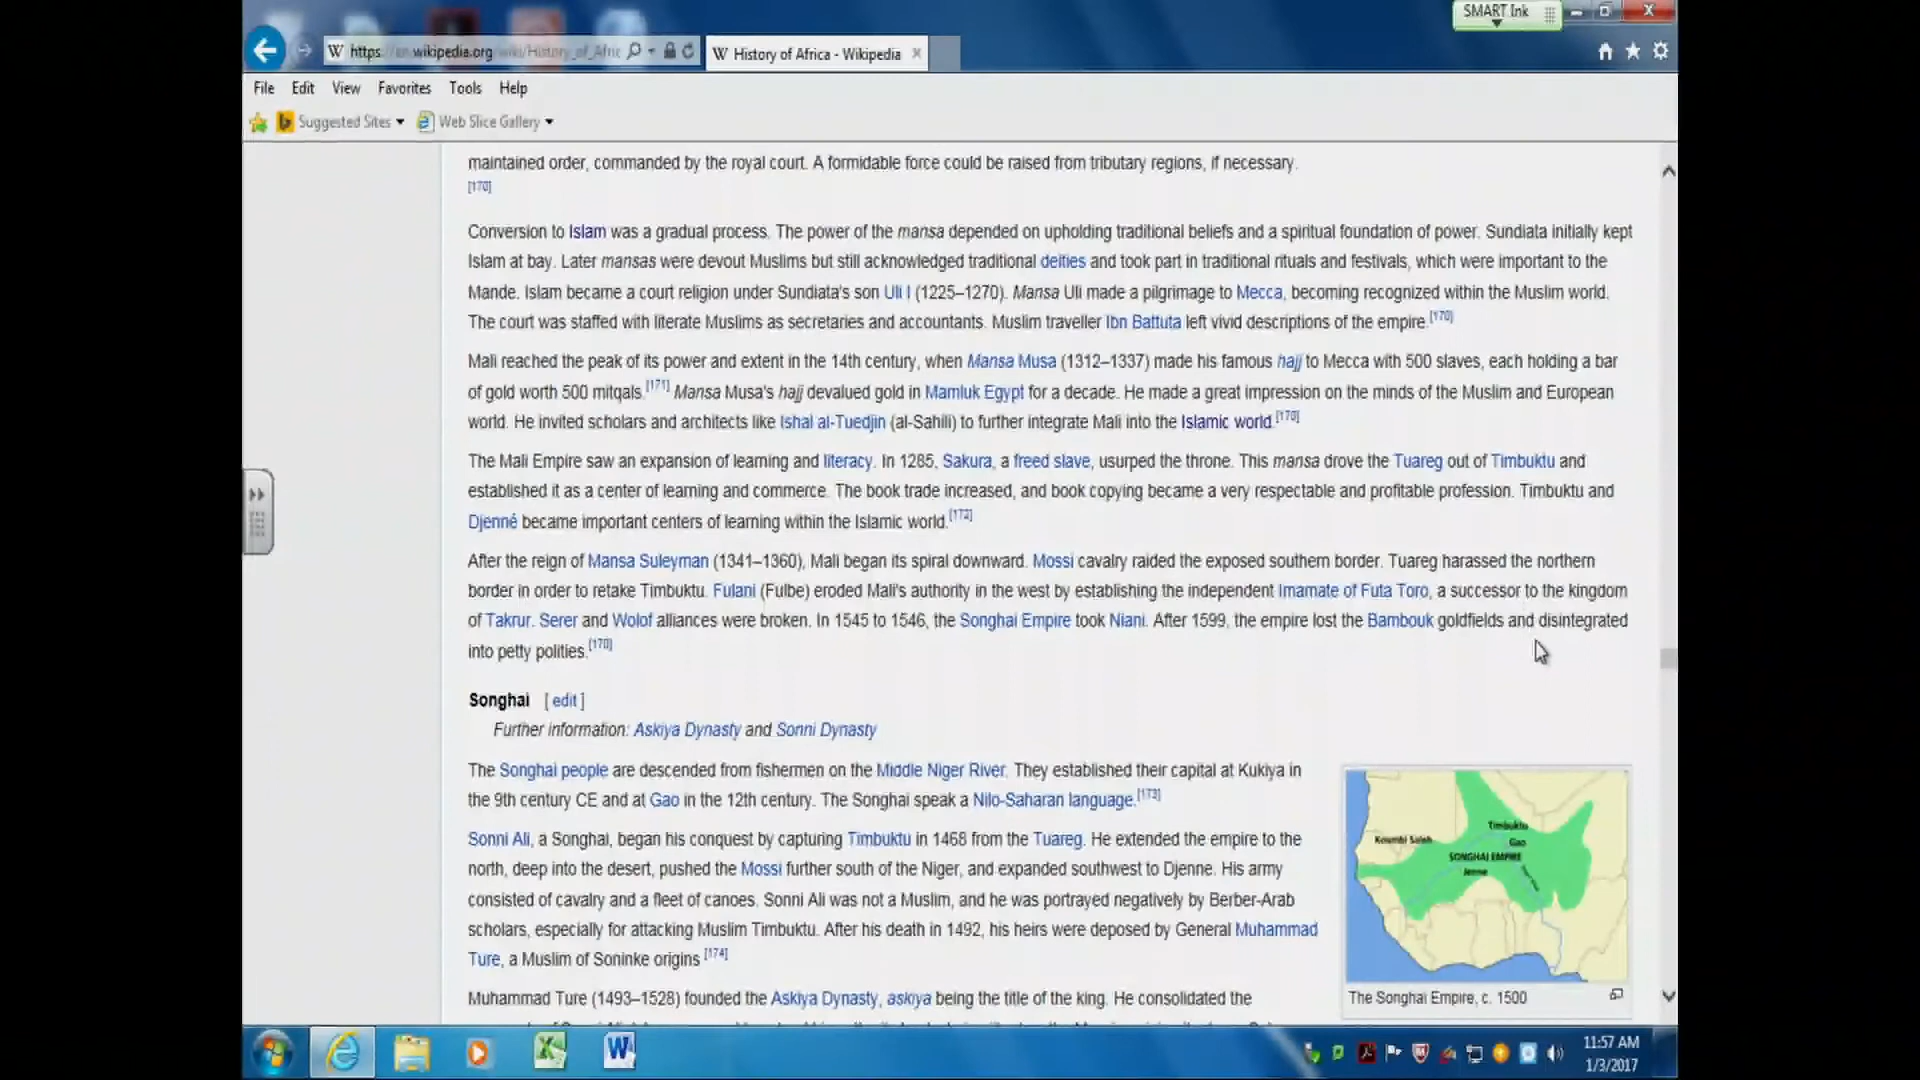 SMART Ink
https://en.wikipedia.org/wiki/History_of_Afric
History of Africa - Wikipedia
File Edit View Favorites Tools Help
Suggested Sites Web Slice Gallery
maintained order, commanded by the royal court. A formidable force could be raised from tributary regions, if necessary.
[170]
Conversion to Islam was a gradual process. The power of the mansa depended on upholding traditional beliefs and a spiritual foundation of power. Sundiata initially kept
Islam at bay. Later mansas were devout Muslims but still acknowledged traditional deities and took part in traditional rituals and festivals, which were important to the
Mande. Islam became a court religion under Sundiata's son Uli I (1225–1270). Mansa Uli made a pilgrimage to Mecca, becoming recognized within the Muslim world.
The court was staffed with literate Muslims as secretaries and accountants. Muslim traveller Ibn Battuta left vivid descriptions of the empire.[170]
Mali reached the peak of its power and extent in the 14th century, when Mansa Musa (1312–1337) made his famous hajj to Mecca with 500 slaves, each holding a bar
of gold worth 500 mitqals.[171] Mansa Musa's hajj devalued gold in Mamluk Egypt for a decade. He made a great impression on the minds of the Muslim and European
world. He invited scholars and architects like Ishal al-Tuedjin (al-Sahili) to further integrate Mali into the Islamic world.[170]
The Mali Empire saw an expansion of learning and literacy. In 1285, Sakura, a freed slave, usurped the throne. This mansa drove the Tuareg out of Timbuktu and
established it as a center of learning and commerce. The book trade increased, and book copying became a very respectable and profitable profession. Timbuktu and
Djenné became important centers of learning within the Islamic world.[172]
After the reign of Mansa Suleyman (1341–1360), Mali began its spiral downward. Mossi cavalry raided the exposed southern border. Tuareg harassed the northern
border in order to retake Timbuktu. Fulani (Fulbe) eroded Mali's authority in the west by establishing the independent Imamate of Futa Toro, a successor to the kingdom
of Takrur. Serer and Wolof alliances were broken. In 1545 to 1546, the Songhai Empire took Niani. After 1599, the empire lost the Bambouk goldfields and disintegrated
into petty polities.[170]
Songhai [ edit ]
Further information: Askiya Dynasty and Sonni Dynasty
The Songhai people are descended from fishermen on the Middle Niger River. They established their capital at Kukiya in
the 9th century CE and at Gao in the 12th century. The Songhai speak a Nilo-Saharan language.[173]
Sonni Ali, a Songhai, began his conquest by capturing Timbuktu in 1468 from the Tuareg. He extended the empire to the
north, deep into the desert, pushed the Mossi further south of the Niger, and expanded southwest to Djenne. His army
consisted of cavalry and a fleet of canoes. Sonni Ali was not a Muslim, and he was portrayed negatively by Berber-Arab
scholars, especially for attacking Muslim Timbuktu. After his death in 1492, his heirs were deposed by General Muhammad
Ture, a Muslim of Soninke origins [174]
Muhammad Ture (1493–1528) founded the Askiya Dynasty, askiya being the title of the king. He consolidated the
Timbuktu
Koumbi Saleh
Gao
SONGHAI EMPIRE
Jenne
The Songhai Empire, c. 1500
11:57 AM
1/3/2017